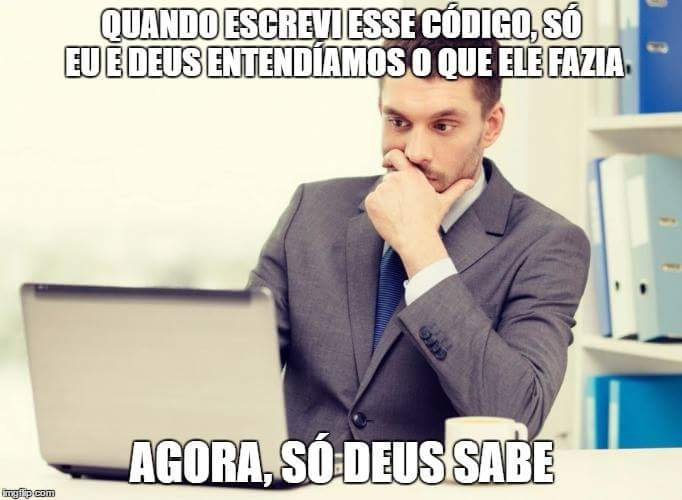 QUANDO ESCREVI ESSE CÓDIGO, SÓ
EU E DEUS ENTENDÍAMOS O QUE ELE FAZIA
AGORA, SÓ DEUS SABE
imgflip.com